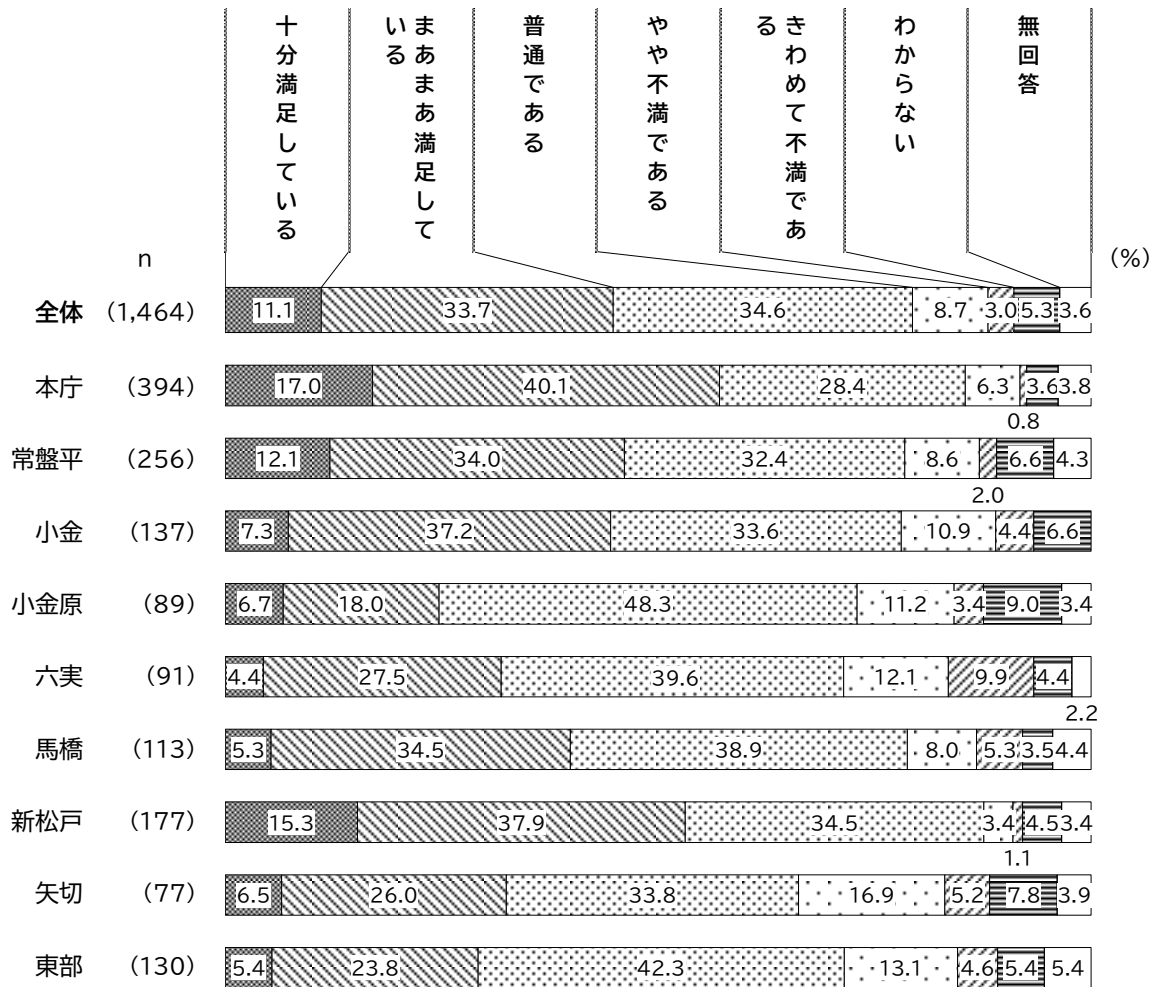 十分満足している
まあまあ満足して
いる
普通である
やや不満である
きわめて不満であ
る
わからない
無回答
n
(%)
全体 (1,464) 11.1 33.7 34.6 8.7 3.0 5.3 3.6
本庁 (394) 17.0 40.1 28.4 6.3 3.6 3.8
0.8
常盤平 (256) 12.1 34.0 32.4 8.6 6.6 4.3
2.0
小金 (137) 7.3 37.2 33.6 10.9 4.4 6.6
小金原 (89) 6.7 18.0 48.3 11.2 3.4 9.0 3.4
六実 (91) 4.4 27.5 39.6 12.1 9.9 4.4
2.2
馬橋 (113) 5.3 34.5 38.9 8.0 5.3 3.5 4.4
新松戸 (177) 15.3 37.9 34.5 3.4 4.5 3.4
1.1
矢切 (77) 6.5 26.0 33.8 16.9 5.2 7.8 3.9
東部 (130) 5.4 23.8 42.3 13.1 4.6 5.4 5.4